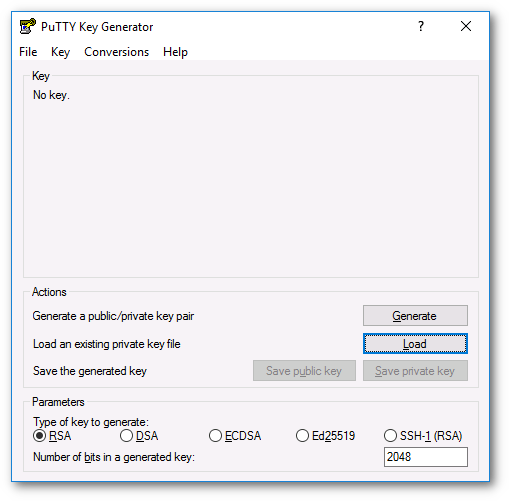 PuTTY Key Generator
?
File Key Conversions Help
Key
No key.
Actions
Generate a public/private key pair Generate
Load an existing private key file Load
Save the generated key Save public key Save private key
Parameters
Type of key to generate:
RSA DSA ECDSA Ed25519 SSH-1 (RSA)
Number of bits in a generated key: 2048